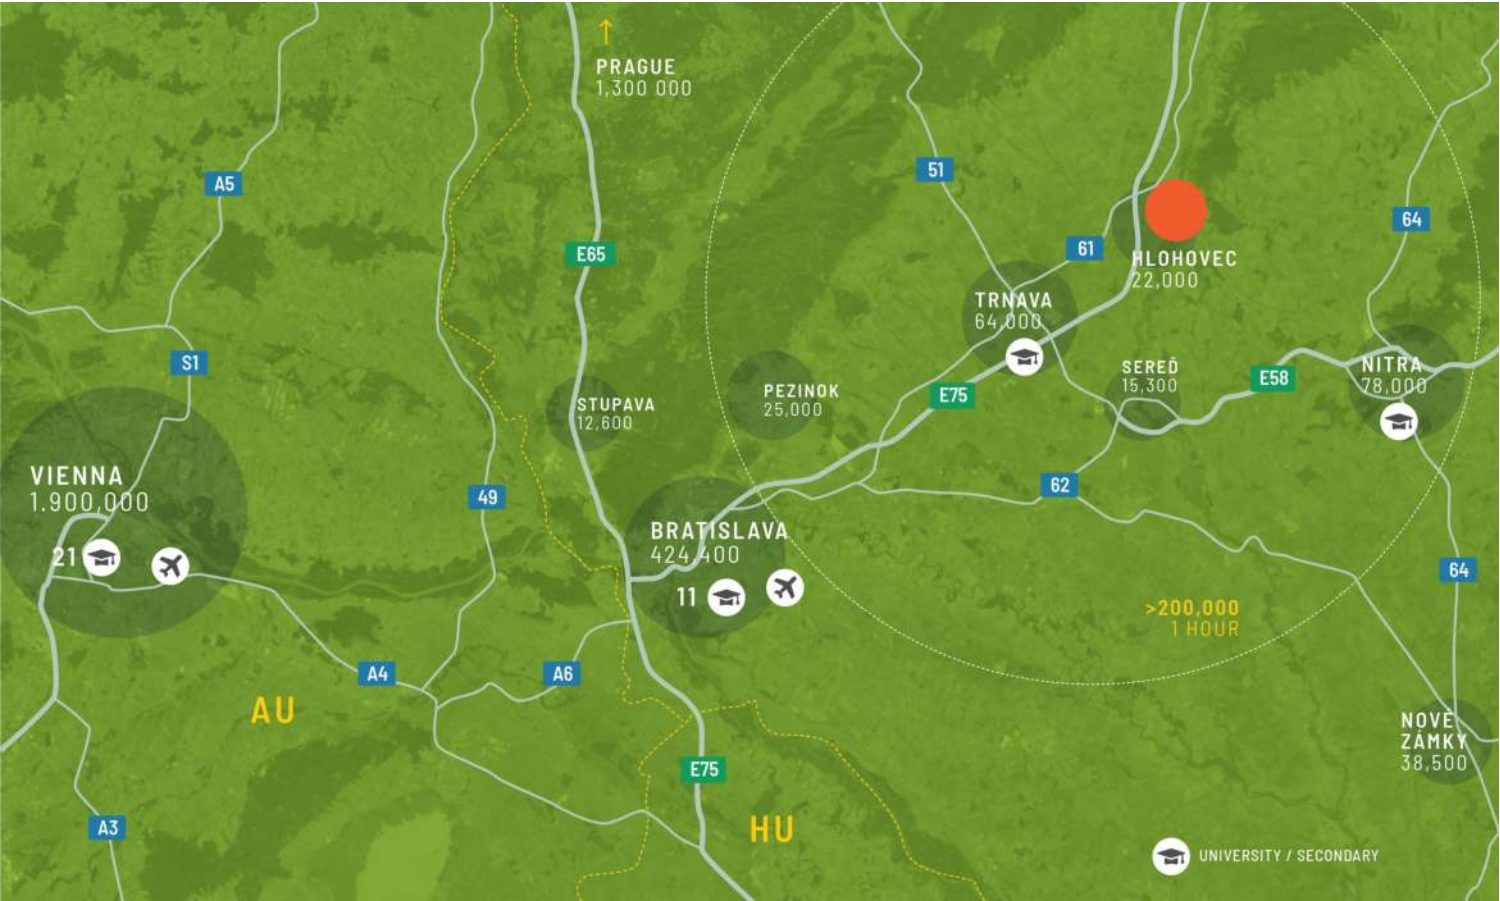 PRAGUE
1,300 000
51
A5
64
61
E65
HLOHOVEC
22,000
TRNAVA
64,000
S1
SEREĎ
15,300
E58
NITRA
78,000
PEZINOK
25,000
E75
STUPAVA
12,600
VIENNA
1.900,000
49
62
BRATISLAVA
424,400
21
11
64
>200,000
1 HOUR
A4
A6
AU
NOVÉ
ZÁMKY
38,500
E75
A3
HU
UNIVERSITY / SECONDARY